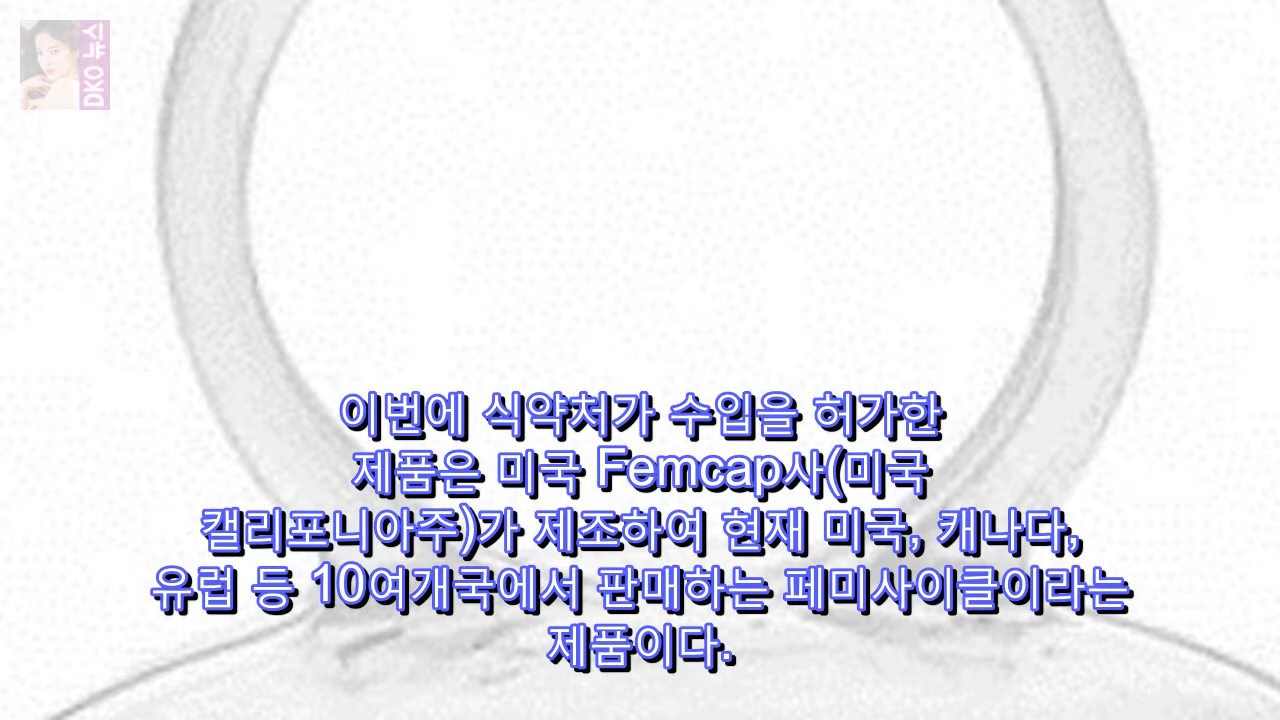 DKO 뉴스
이번에 식약처가 수입을 허가한
제품은 미국 Femcap사(미국
캘리포니아주)가 제조하여 현재 미국, 캐나다,
유럽 등 10여개국에서 판매하는 페미사이클이라는
제품이다.